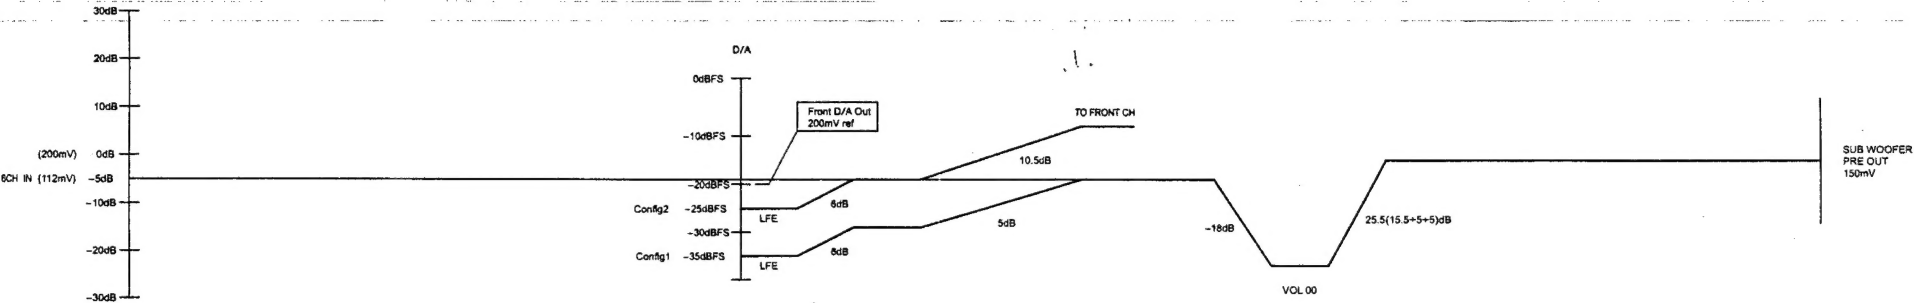 30dB
20dB
10dB
(200mV) 0dB
6CH IN (112mV) -5dB
-10dB
-20dB
-30dB
D/A
0dBFS
-10dBFS
-20dBFS
Config2 -25dBFS
-30dBFS
Config1 -35dBFS
Front D/A Out
200mV ref
LFE
6dB
LFE
6dB
TO FRONT CH
10.5dB
5dB
-18dB
VOL 00
25.5(15.5+5+5)dB
SUB WOOFER
PRE OUT
150mV